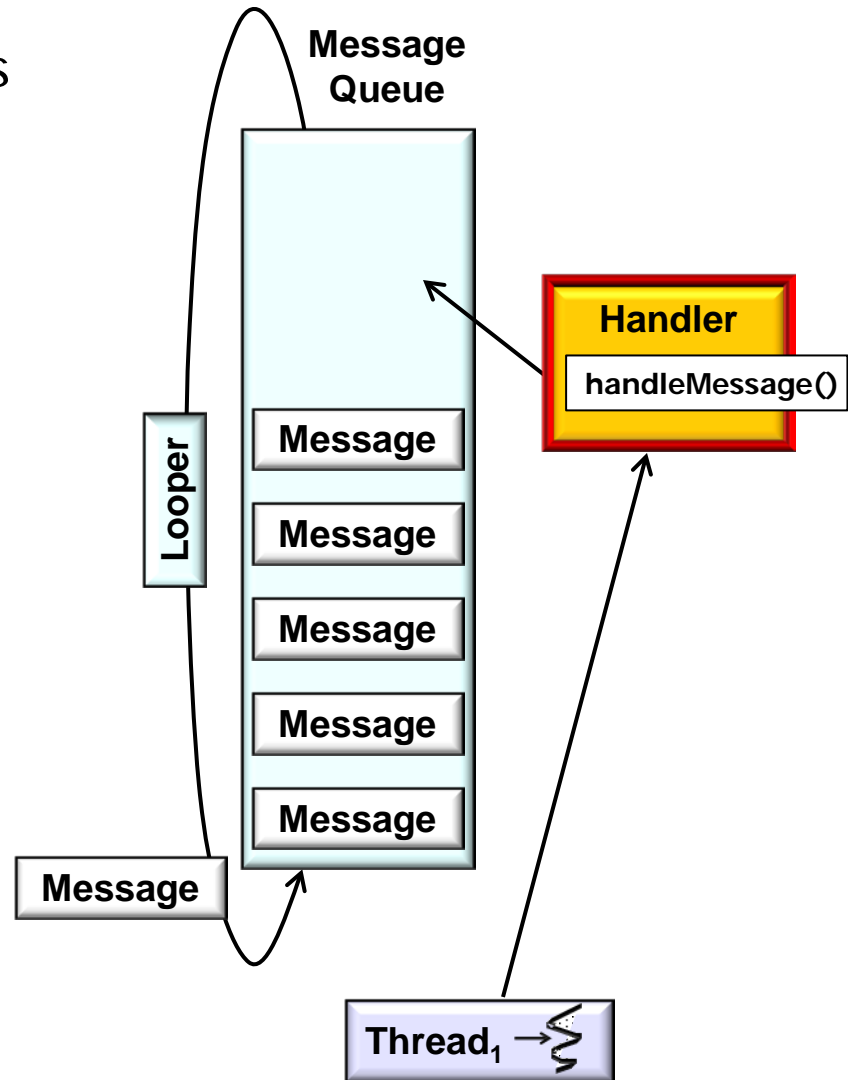 s
Message
Queue
Handler
handleMessage()
Message
Looper
Message
Message
Message
Message
Message
Thread₁